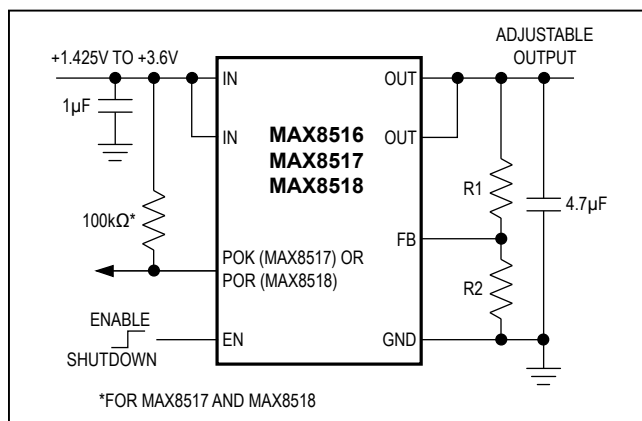 +1.425V TO +3.6V
ADJUSTABLE
OUTPUT
IN
OUT
1µF
IN
OUT
MAX8516
MAX8517
MAX8518
R1
4.7µF
100kΩ*
FB
POK (MAX8517) OR
POR (MAX8518)
R2
ENABLE
SHUTDOWN
EN
GND
*FOR MAX8517 AND MAX8518